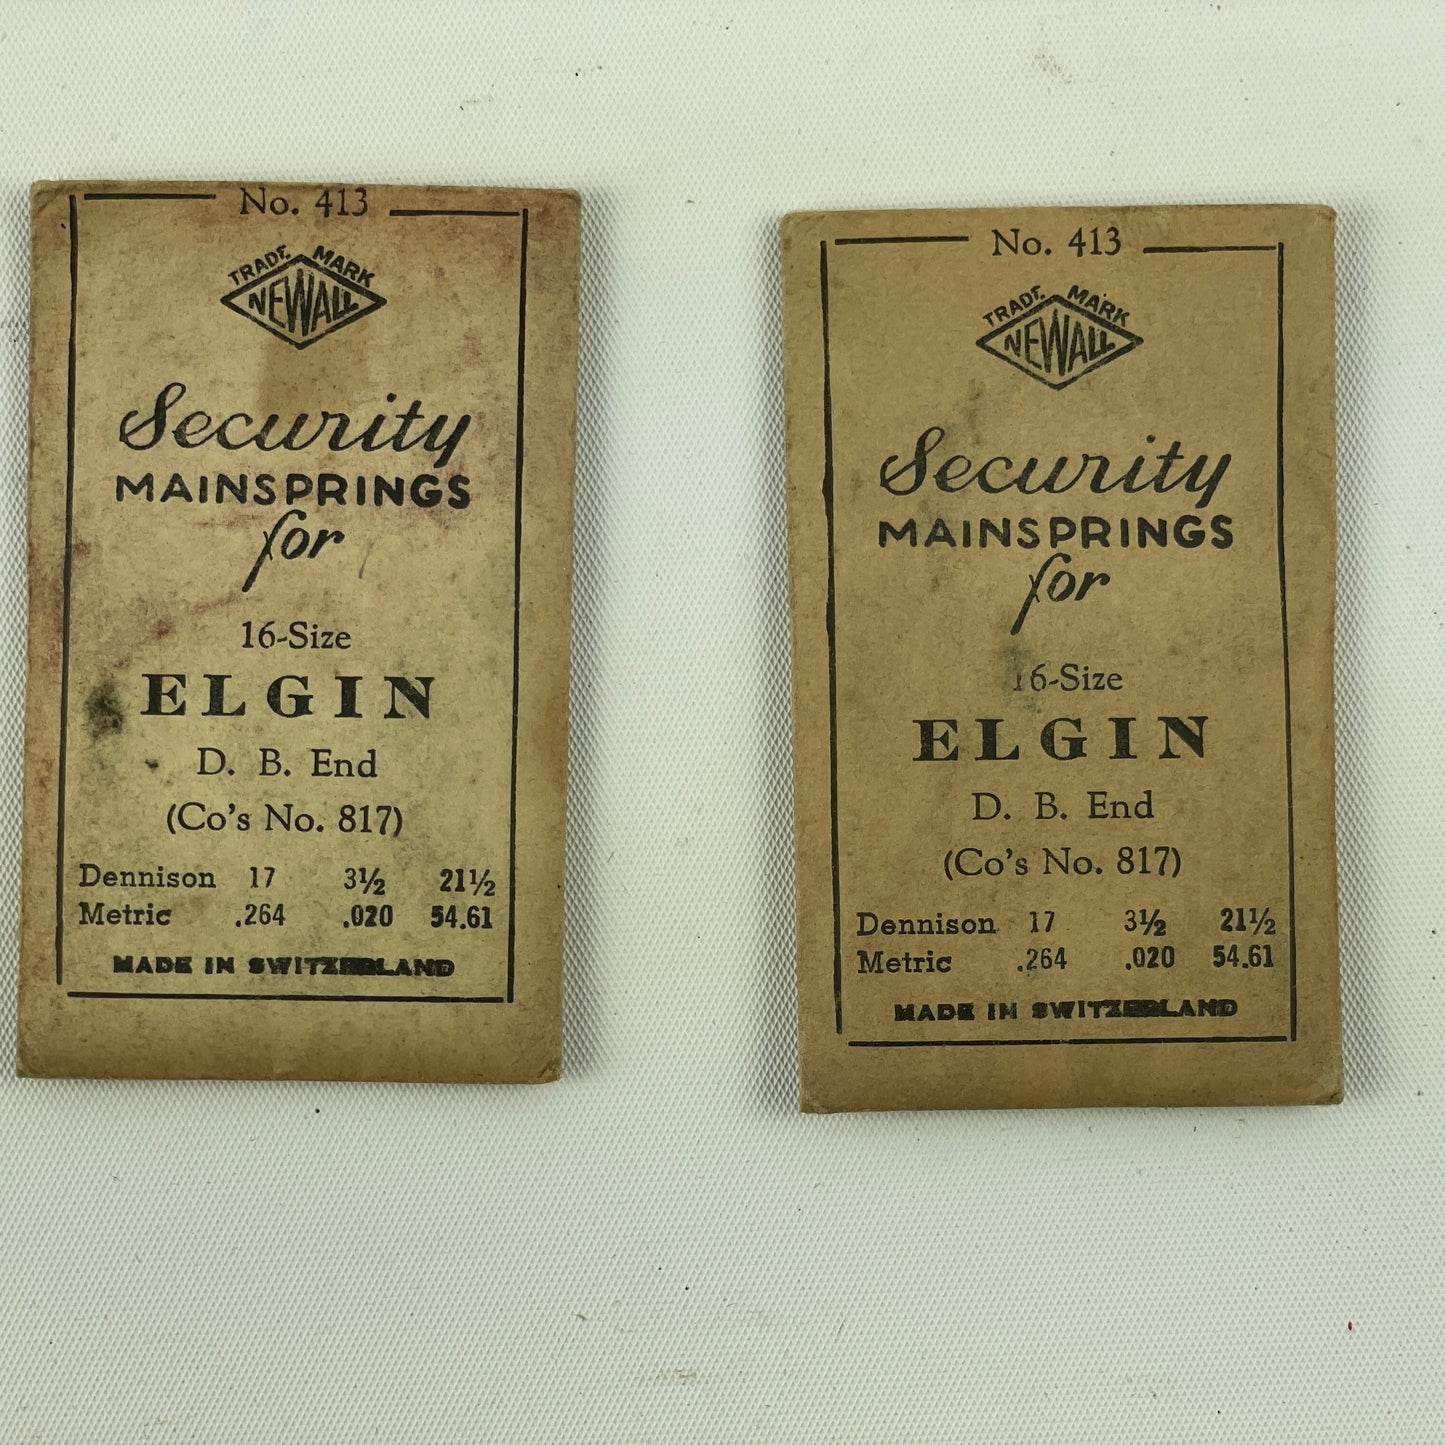 No. 413
TRADE MARK
NEWALL
Security
MAINSPRINGS
for
16-Size
ELGIN
D. B. End
(Co's No. 817)
Dennison 17 3½ 21½
Metric .264 .020 54.61
MADE IN SWITZERLAND
No. 413
TRADE MARK
NEWALL
Security
MAINSPRINGS
for
16-Size
ELGIN
D. B. End
(Co's No. 817)
Dennison 17 3½ 21½
Metric .264 .020 54.61
MADE IN SWITZERLAND